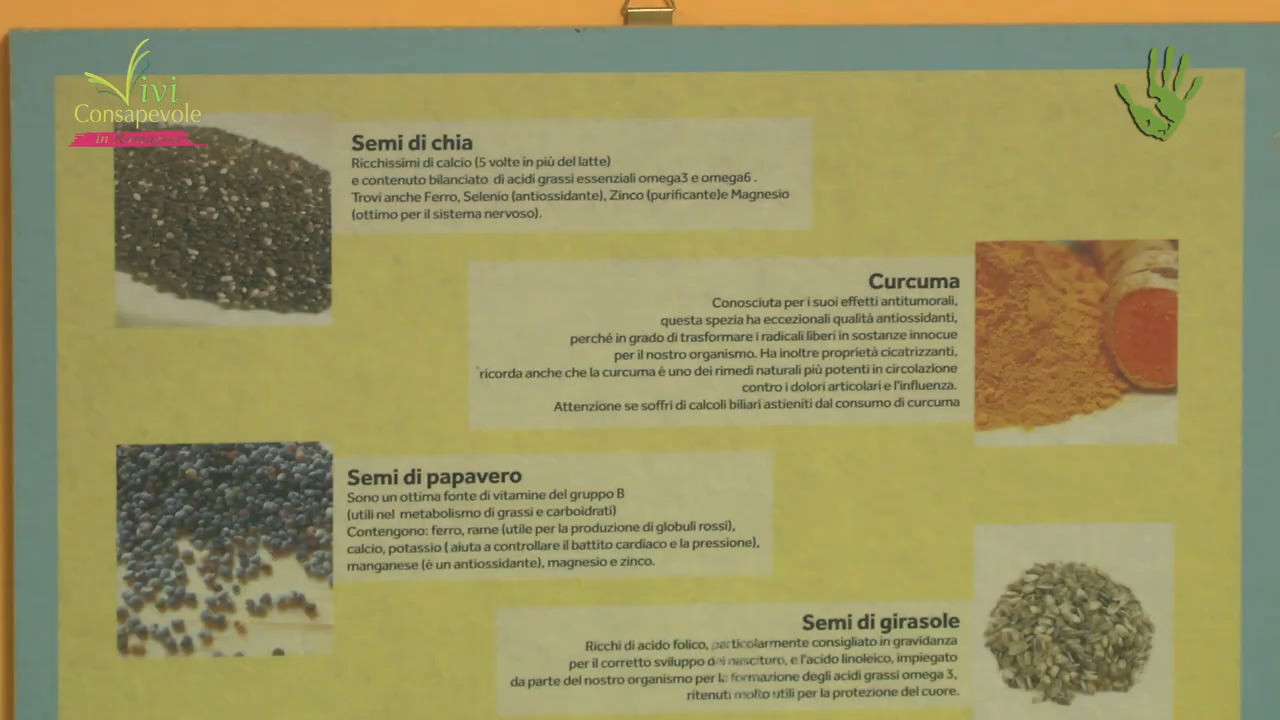 Vivi
Consapevole
in Romagna
Semi di chia
Ricchissimi di calcio (5 volte in più del latte)
e contenuto bilanciato di acidi grassi essenziali omega3 e omega6 .
Trovi anche Ferro, Selenio (antiossidante), Zinco (purificante)e Magnesio
(ottimo per il sistema nervoso).
Curcuma
Conosciuta per i suoi effetti antitumorali,
questa spezia ha eccezionali qualità antiossidanti,
perché in grado di trasformare i radicali liberi in sostanze innocue
per il nostro organismo. Ha inoltre proprietà cicatrizzanti,
ricorda anche che la curcuma é uno dei rimedi naturali più potenti in circolazione
contro i dolori articolari e l'influenza.
Attenzione se soffri di calcoli biliari astieniti dal consumo di curcuma
Semi di papavero
Sono un ottima fonte di vitamine del gruppo B
(utili nel metabolismo di grassi e carboidrati)
Contengono: ferro, rame (utile per la produzione di globuli rossi),
calcio, potassio ( aiuta a controllare il battito cardiaco e la pressione),
manganese (è un antiossidante), magnesio e zinco.
Semi di girasole
Ricchi di acido folico, particolarmente consigliato in gravidanza
per il corretto sviluppo del nascituro, e l'acido linoleico, impiegato
da parte del nostro organismo per la formazione degli acidi grassi omega 3,
ritenuti molto utili per la protezione del cuore.